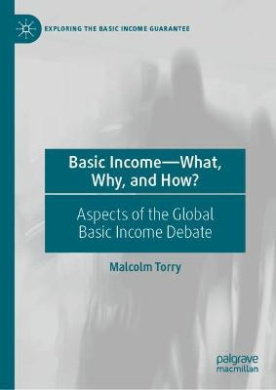 EXPLORING THE BASIC INCOME GUARANTEE
Basic Income—What,
Why, and How?
Aspects of the Global
Basic Income Debate
Malcolm Torry
palgrave
macmillan